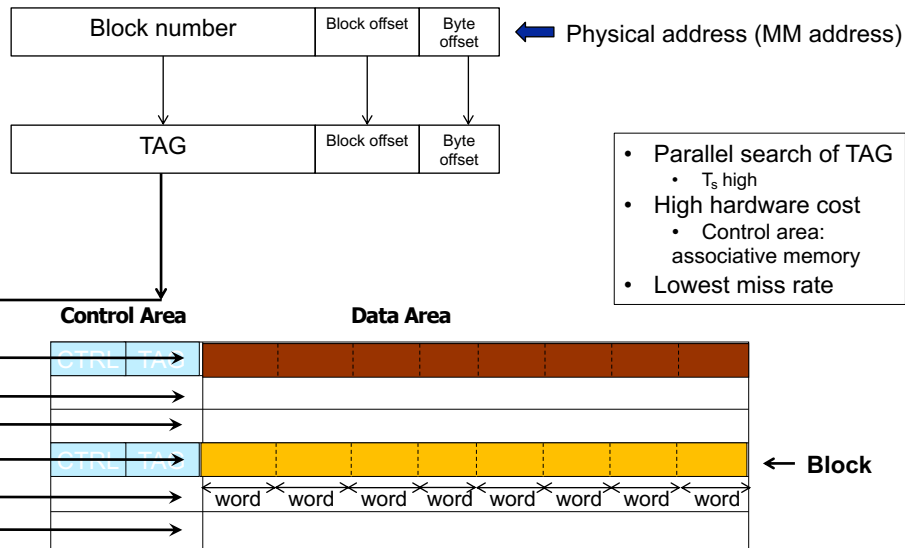 Block number Block offset Byte offset
Physical address (MM address)
TAG Block offset Byte offset
• Parallel search of TAG
• Ts high
• High hardware cost
• Control area:
associative memory
• Lowest miss rate
Control Area Data Area
CTRL TAG
CTRL TAG
Block
word word word word word word word word